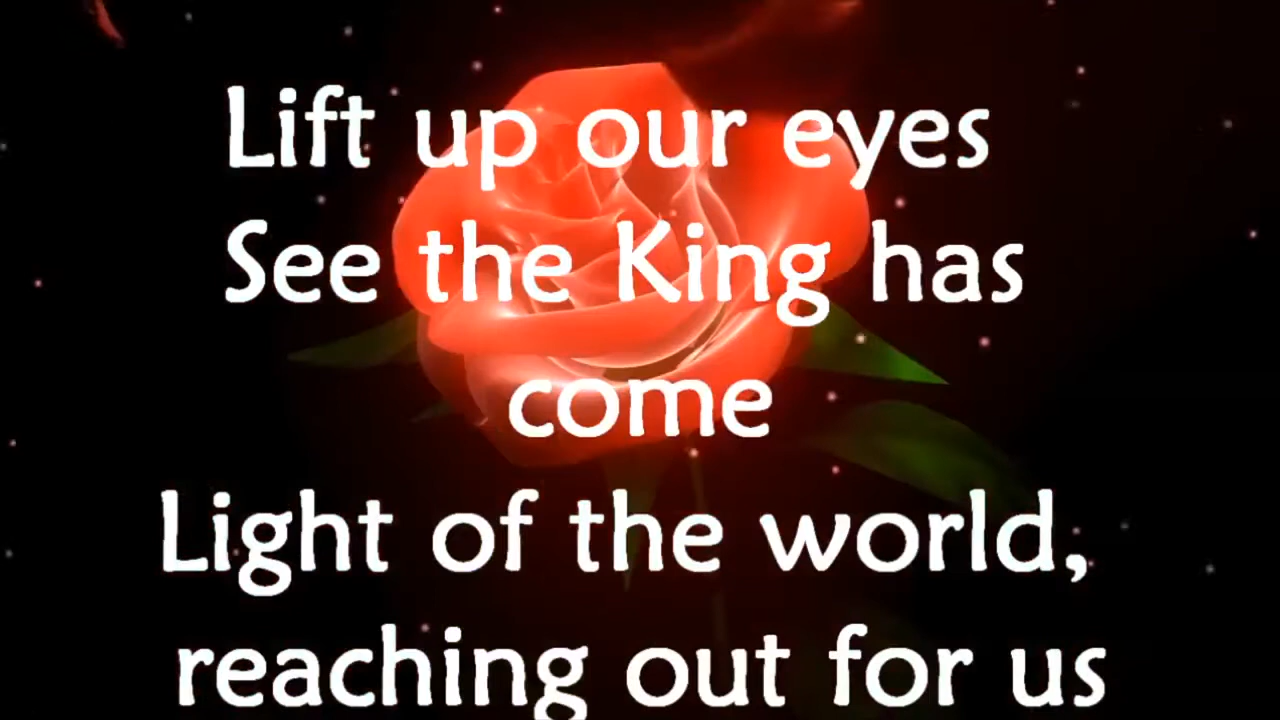 Lift up our eyes
See the King has
come
Light of the world,
reaching out for us